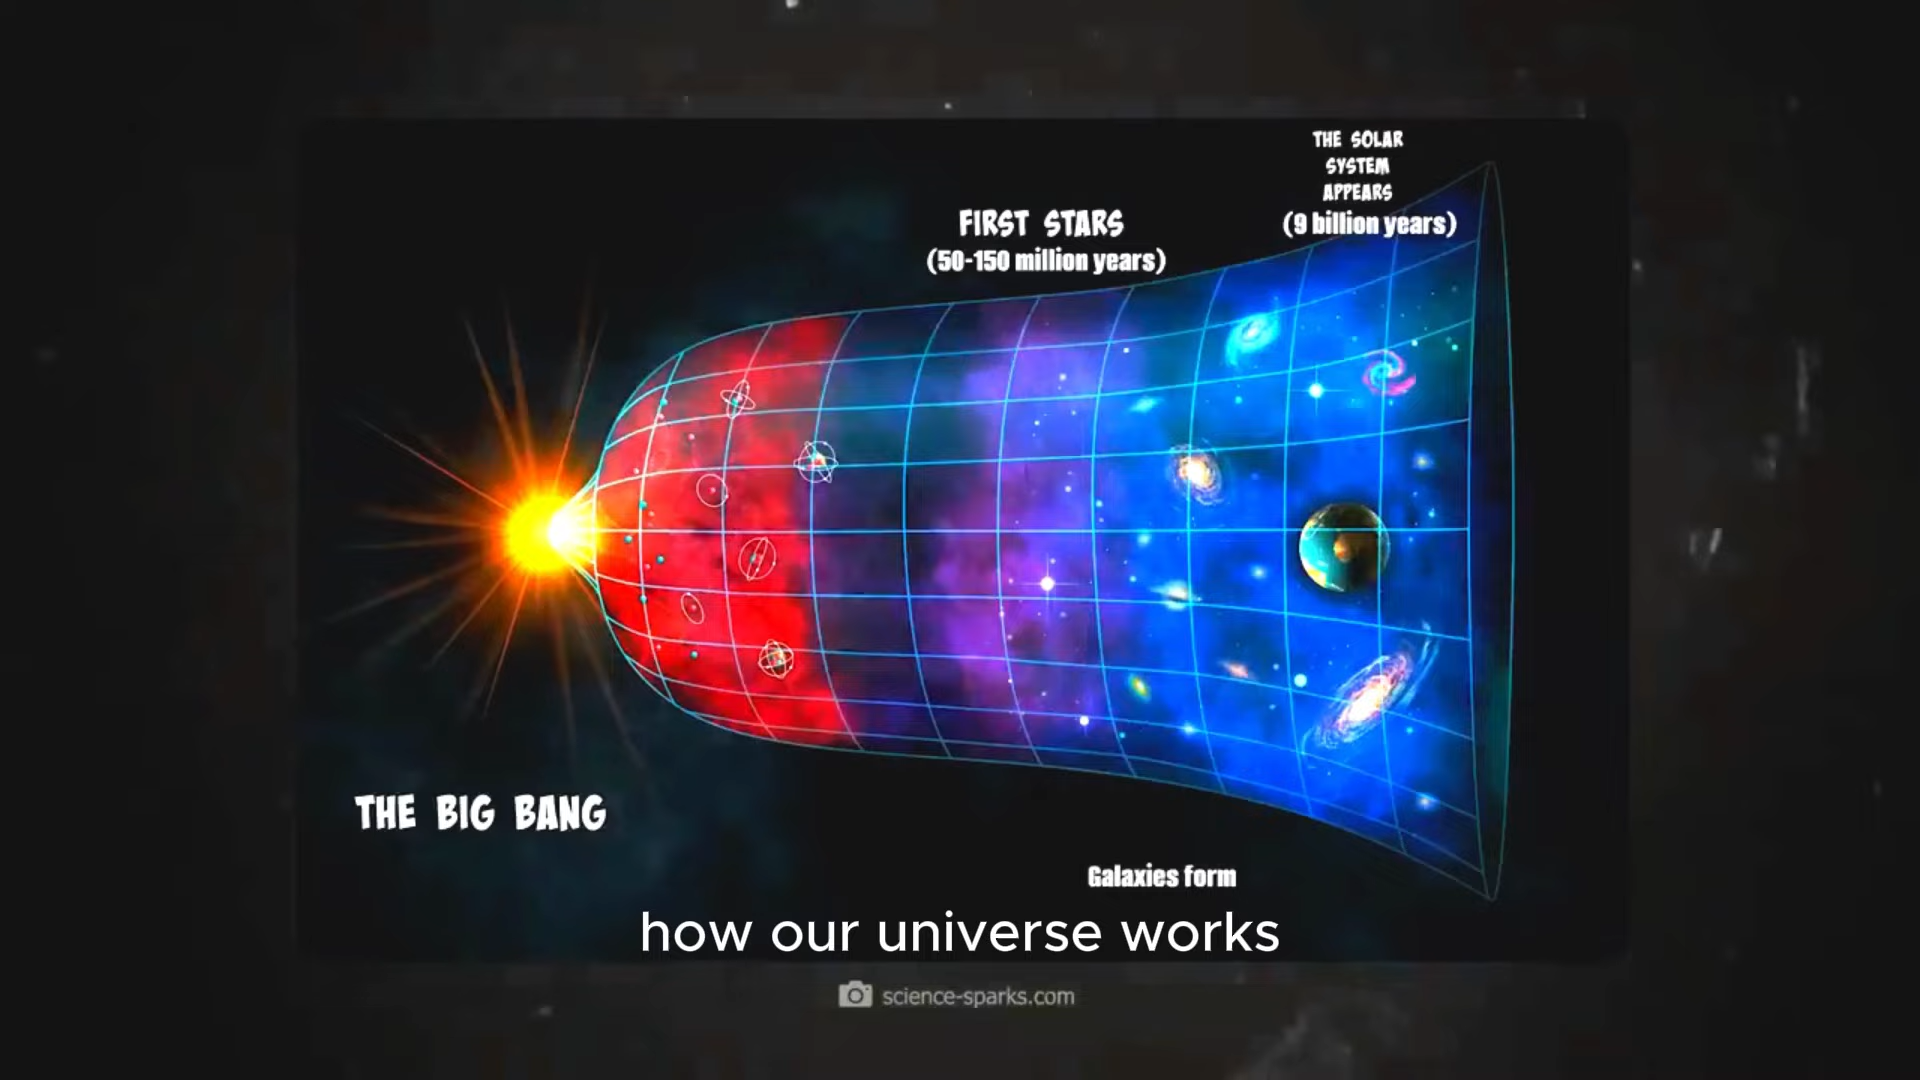 THE SOLAR
SYSTEM
APPEARS
(9 billion years)
FIRST STARS
(50-150 million years)
THE BIG BANG
Galaxies form
how our universe works
science-sparks.com